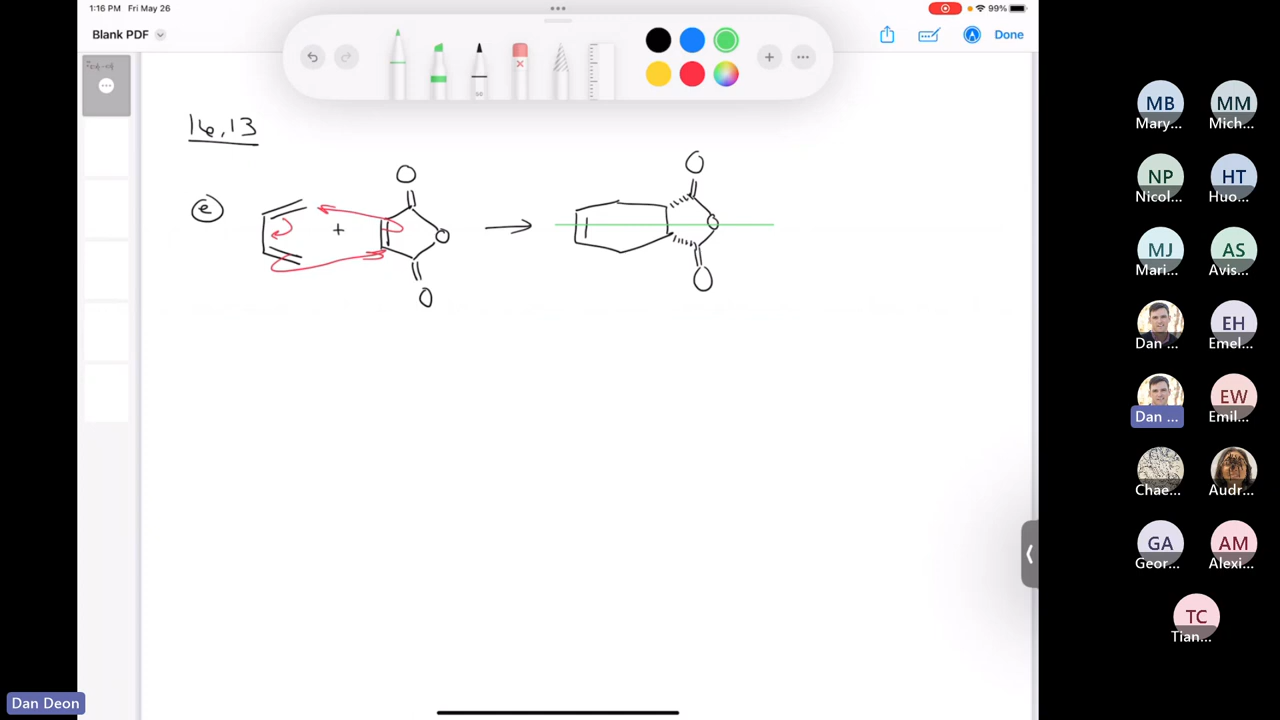 1:16 PM Fri May 26
99%
Blank PDF
Done
16,13
e
O
O
+
O
O
O
O
MB
MM
Mary...
Mich...
NP
HT
Nicol...
Huo...
MJ
AS
Mari...
Avis...
EH
Dan ...
Emel...
EW
Dan ...
Emil...
Chae...
Audr...
GA
AM
Geor...
Alexi...
TC
Tian...
Dan Deon